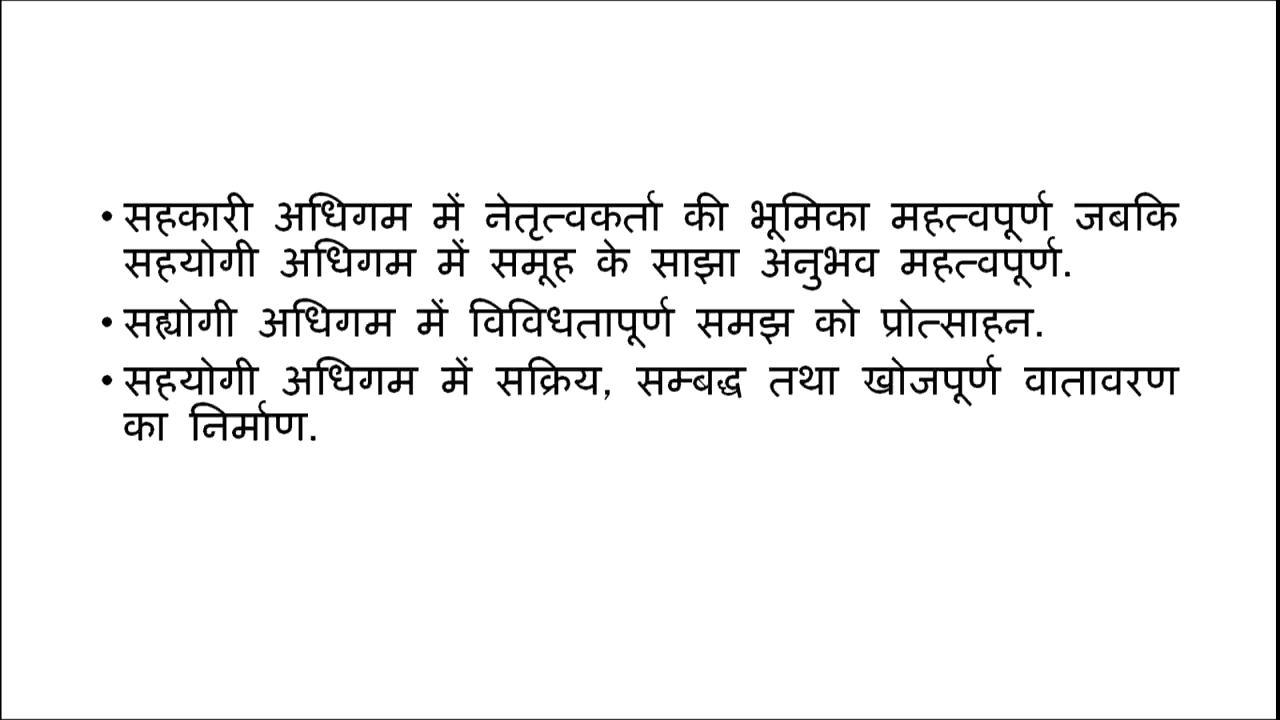 • सहकारी अधिगम में नेतृत्वकर्ता की भूमिका महत्वपूर्ण जबकि
सहयोगी अधिगम में समूह के साझा अनुभव महत्वपूर्ण.
• सह्योगी अधिगम में विविधतापूर्ण समझ को प्रोत्साहन.
• सहयोगी अधिगम में सक्रिय, सम्बद्ध तथा खोजपूर्ण वातावरण
का निर्माण.